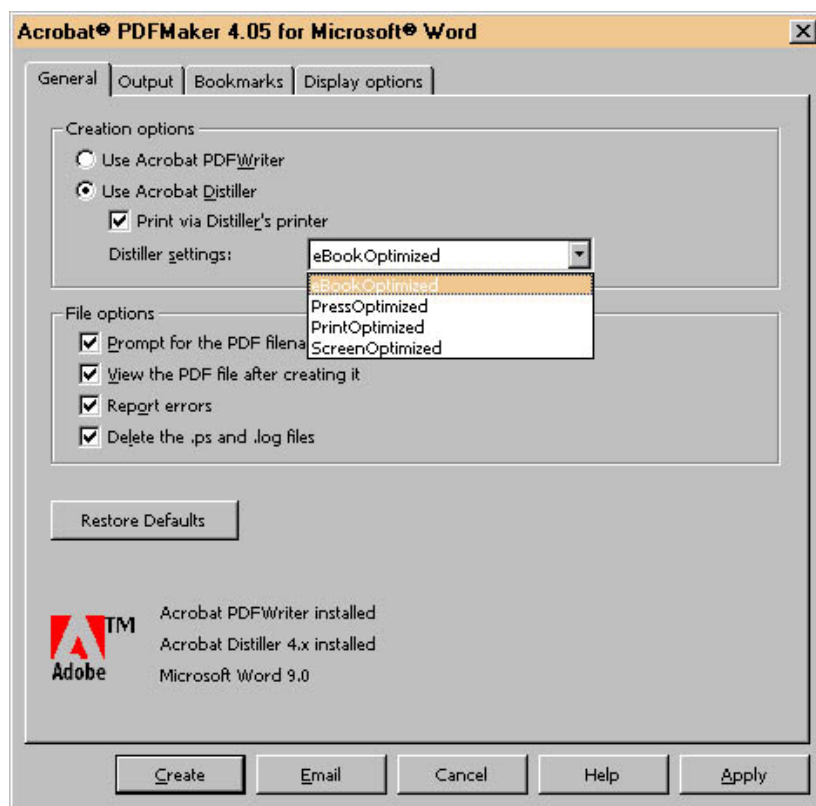 Acrobat® PDFMaker 4.05 for Microsoft® Word
General Output Bookmarks Display options
Creation options
Use Acrobat PDFWriter
Use Acrobat Distiller
Print via Distiller's printer
Distiller settings: eBookOptimized
eBookOptimized
PressOptimized
PrintOptimized
ScreenOptimized
File options
Prompt for the PDF filena
View the PDF file after creating it
Report errors
Delete the .ps and .log files
Restore Defaults
Acrobat PDFWriter installed
TM
Acrobat Distiller 4.x installed
Adobe
Microsoft Word 9.0
Create Email Cancel Help Apply